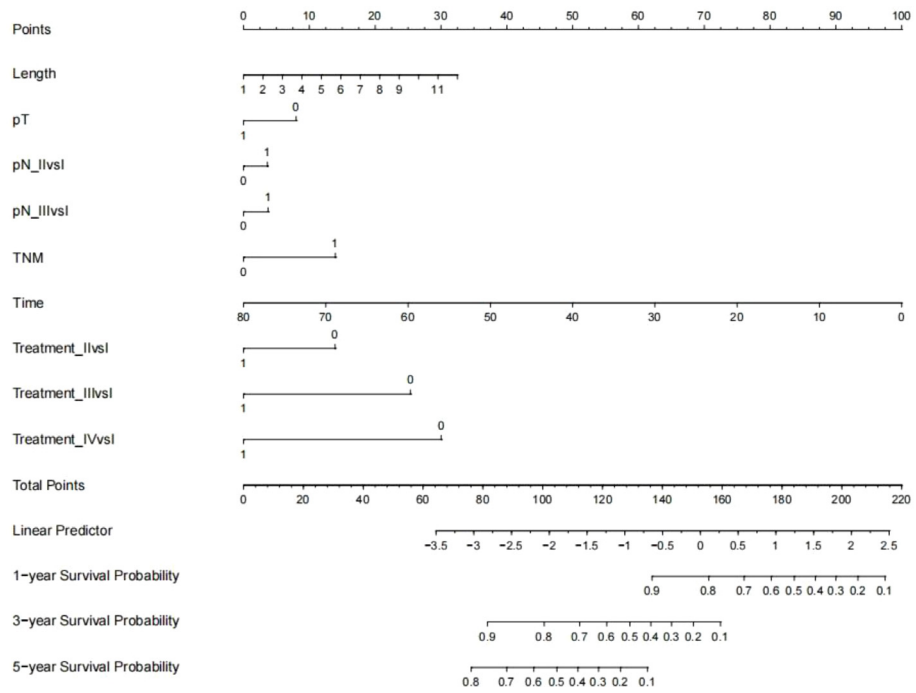 Points
0 10 20 30 40 50 60 70 80 90 100
Length
1 2 3 4 5 6 7 8 9 11
pT
0
1
pN_IIvsI
1
0
pN_IIIvsI
1
0
TNM
1
0
Time
80 70 60 50 40 30 20 10 0
Treatment_IIvsI
0
1
Treatment_IIIvsI
0
1
Treatment_IVvsI
0
1
Total Points
0 20 40 60 80 100 120 140 160 180 200 220
Linear Predictor
−3.5 −3 −2.5 −2 −1.5 −1 −0.5 0 0.5 1 1.5 2 2.5
1−year Survival Probability
0.9 0.8 0.7 0.6 0.5 0.4 0.3 0.2 0.1
3−year Survival Probability
0.9 0.8 0.7 0.6 0.5 0.4 0.3 0.2 0.1
5−year Survival Probability
0.8 0.7 0.6 0.5 0.4 0.3 0.2 0.1